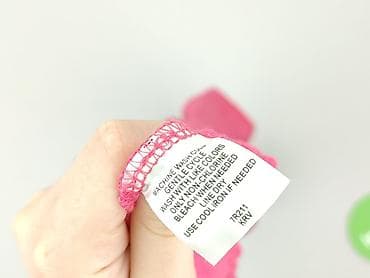 MACHINE WASH
GENTLE CYCLE
WASH WITH LIKE COLORS
ONLY NON-CHLORINE
BLEACH WHEN NEEDED
LINE DRY
USE COOL IRON IF NEEDED
7R211
KRV